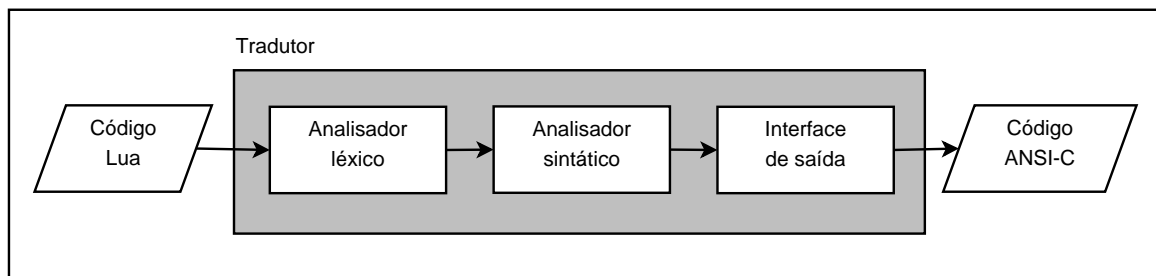 Tradutor
Código
Lua
Analisador
léxico
Analisador
sintático
Interface
de saída
Código
ANSI-C